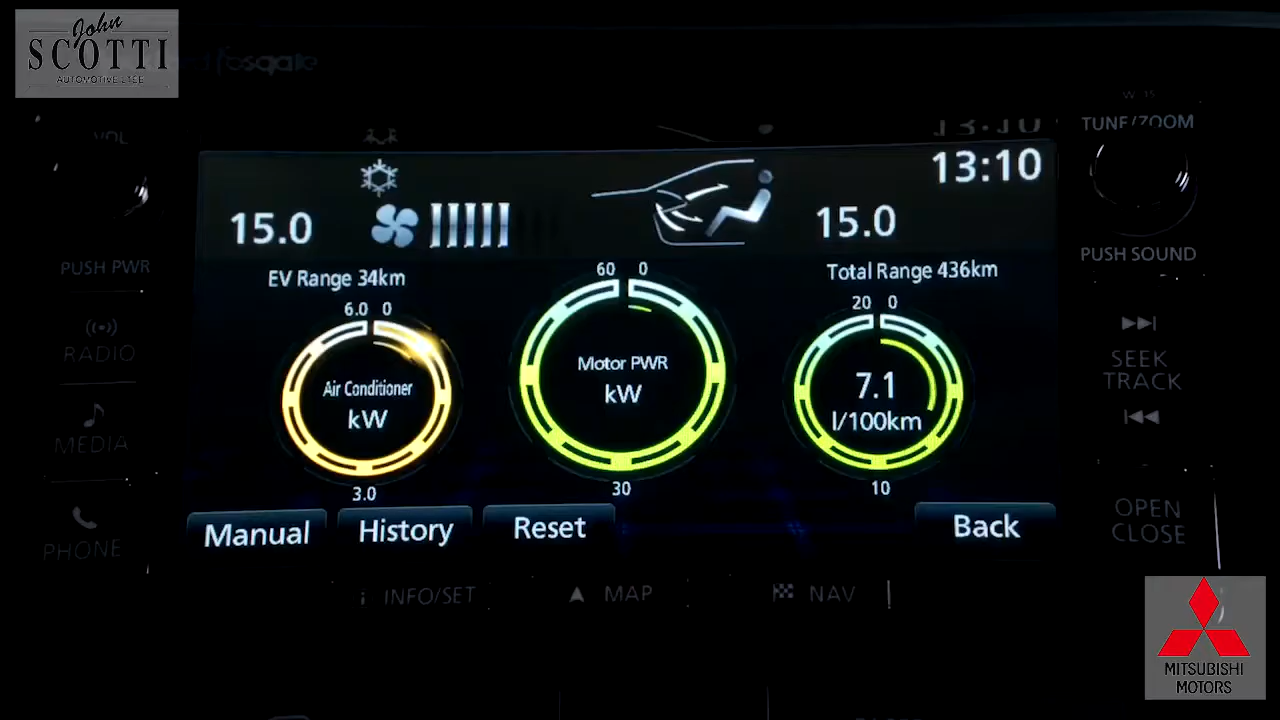 John
SCOTTI
AUTOMOTIVE LTEE
fosgate
VOL
TUNE/ZOOM
13:10
15.0
15.0
PUSH PWR
PUSH SOUND
EV Range 34km
Total Range 436km
6.0 0
60 0
20 0
Air Conditioner
kW
Motor PWR
kW
7.1
l/100km
3.0
30
10
RADIO
MEDIA
PHONE
SEEK
TRACK
OPEN
CLOSE
Manual
History
Reset
Back
INFO/SET
MAP
NAV
MITSUBISHI
MOTORS